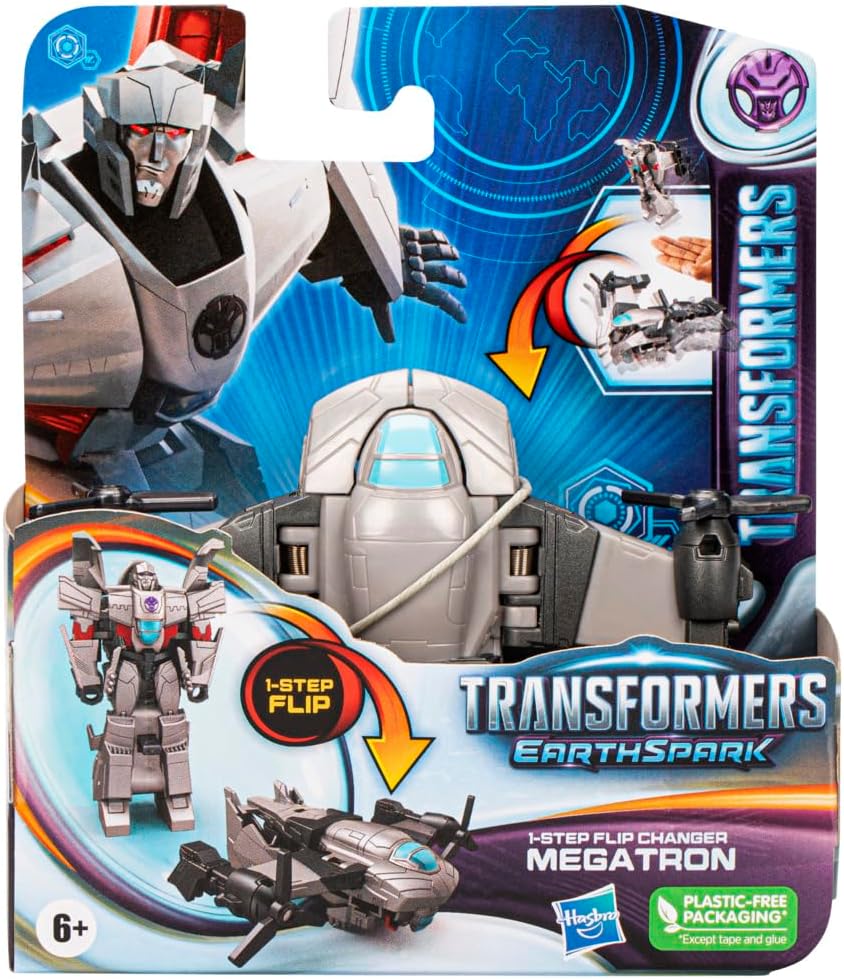 TRANSFORMERS
1-STEP
FLIP
TRANSFORMERS
EARTHSPARK
1-STEP FLIP CHANGER
MEGATRON
6+
Hasbro
PLASTIC-FREE
PACKAGING*
*Except tape and glue